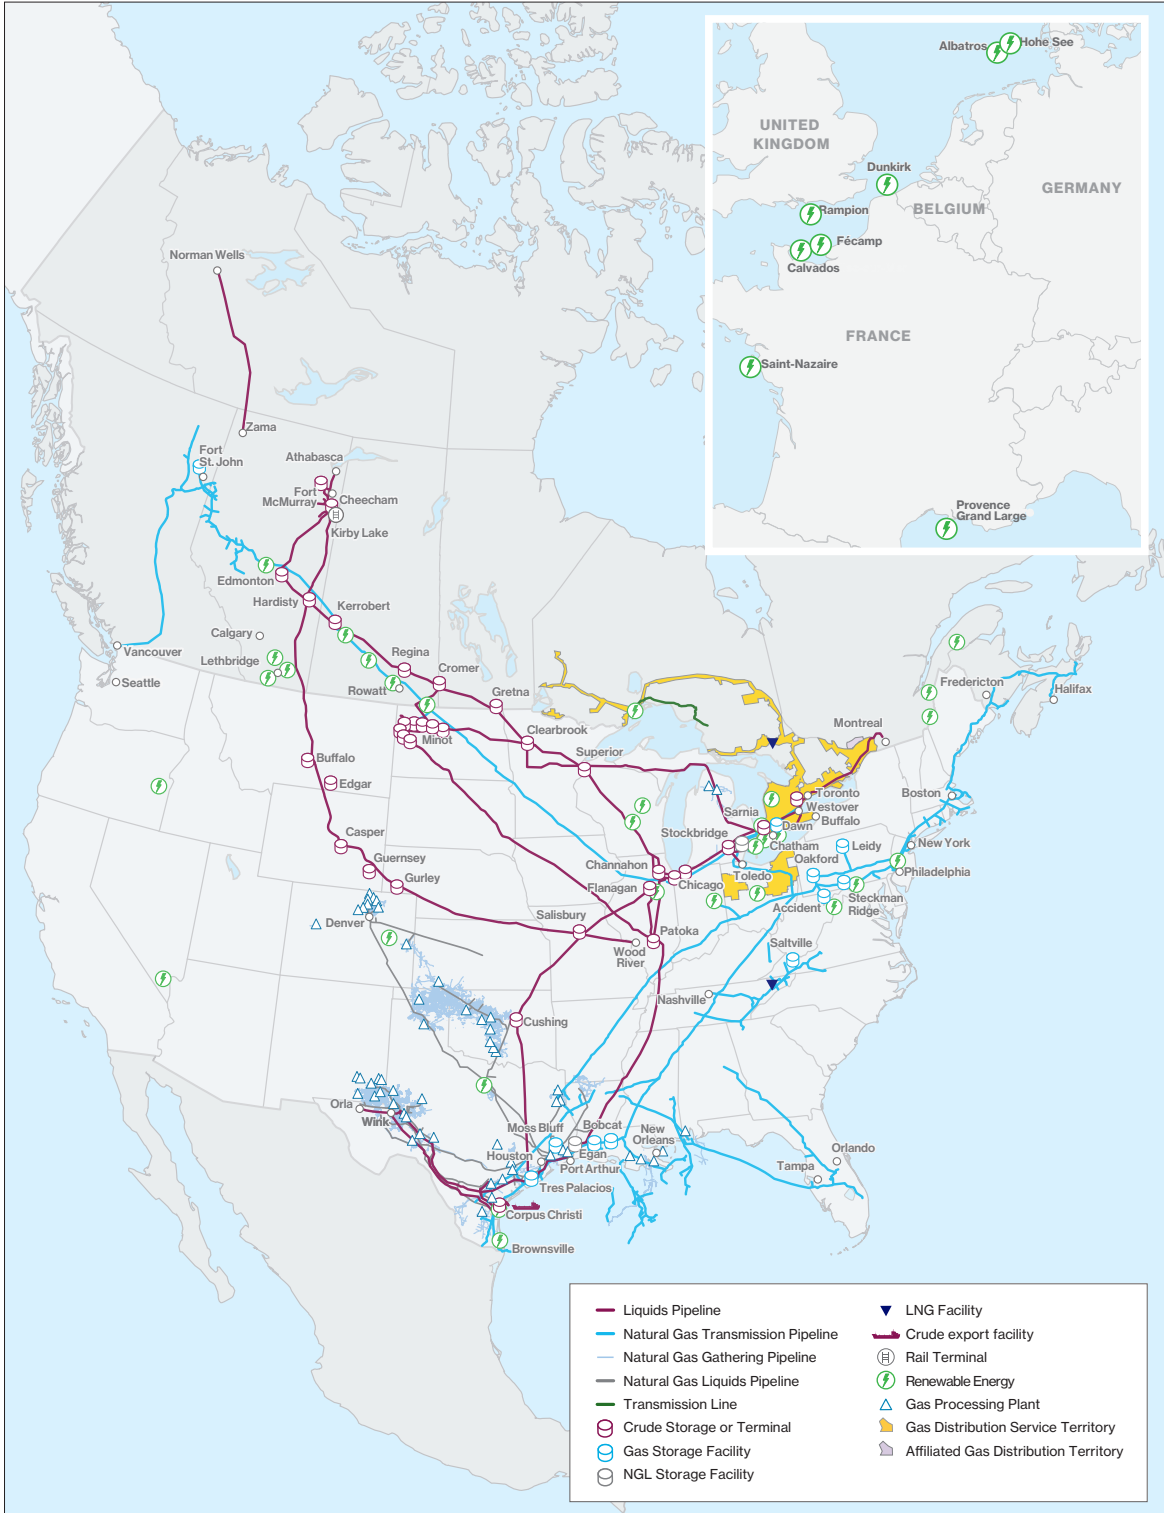 Albatros
Hohe See
UNITED
KINGDOM
Dunkirk
GERMANY
BELGIUM
Rampion
Fécamp
Calvados
FRANCE
Saint-Nazaire
Provence
Grand Large
Norman Wells
Zama
Fort
St. John
Athabasca
Fort
McMurray
Cheecham
Kirby Lake
Edmonton
Hardisty
Kerrobert
Calgary
Vancouver
Lethbridge
Regina
Seattle
Rowatt
Cromer
Gretna
Fredericton
Halifax
Minot
Clearbrook
Montreal
Superior
Buffalo
Edgar
Toronto
Boston
Sarnia
Westover
Buffalo
Dawn
Stockbridge
Casper
Chatham
Leidy
New York
Guernsey
Channahon
Toledo
Oakford
Philadelphia
Gurley
Flanagan
Chicago
Accident
Steckman
Ridge
Denver
Salisbury
Patoka
Wood
River
Saltville
Nashville
Cushing
Orla
Wink
Moss Bluff
Bobcat
New
Orleans
Houston
Egan
Port Arthur
Orlando
Tampa
Tres Palacios
Corpus Christi
Brownsville
Liquids Pipeline
Natural Gas Transmission Pipeline
Natural Gas Gathering Pipeline
Natural Gas Liquids Pipeline
Transmission Line
Crude Storage or Terminal
Gas Storage Facility
NGL Storage Facility
LNG Facility
Crude export facility
Rail Terminal
Renewable Energy
Gas Processing Plant
Gas Distribution Service Territory
Affiliated Gas Distribution Territory